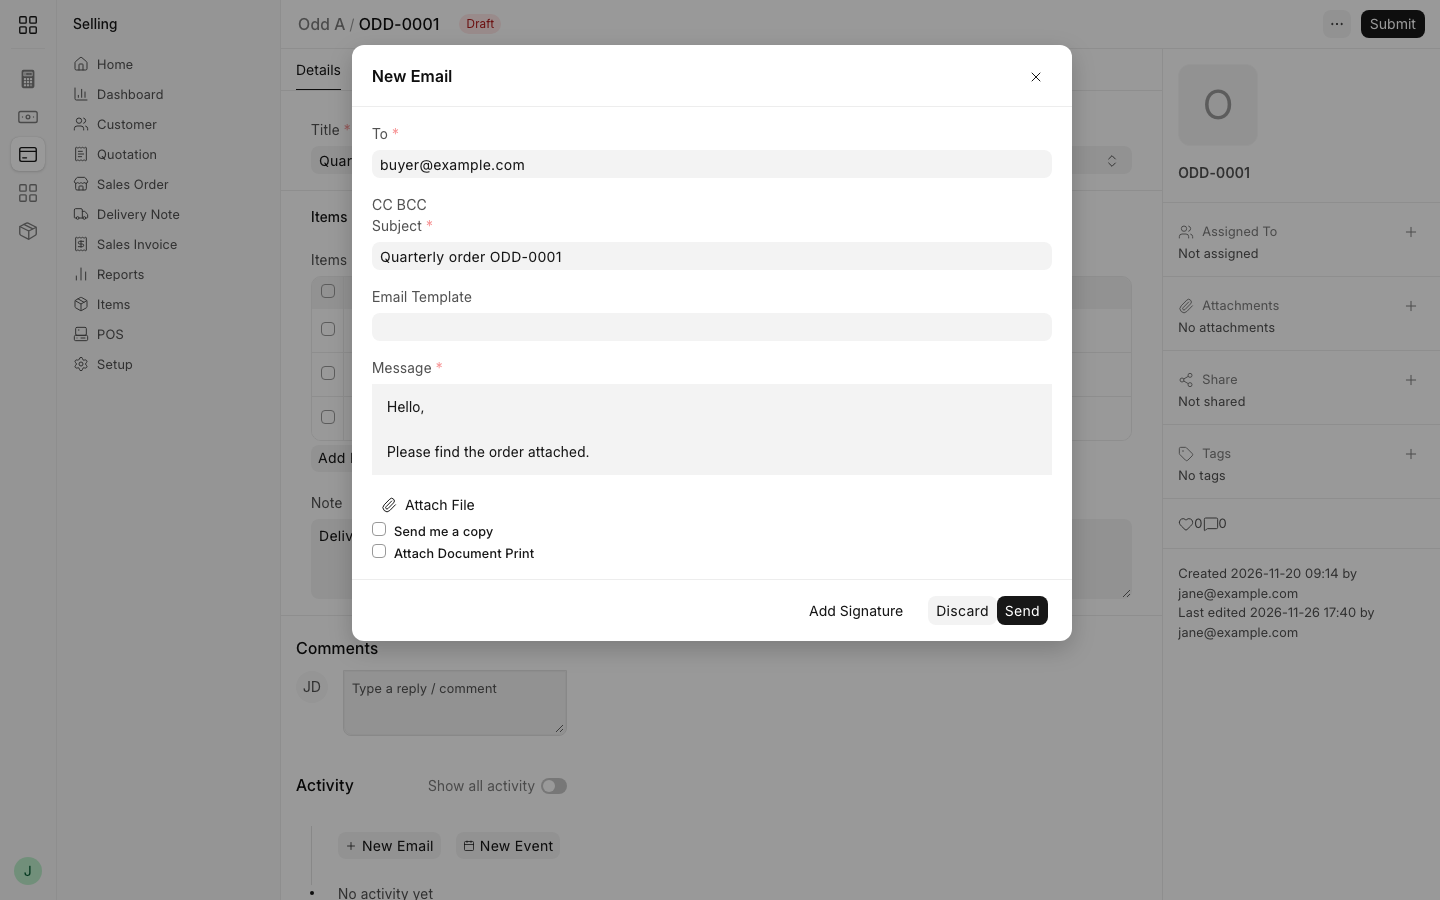 Selling
Home
Dashboard
Customer
Quotation
Sales Order
Delivery Note
Sales Invoice
Reports
Items
POS
Setup
J
Odd A / ODD-0001
Draft
Submit
Details
Title *
Items
Items
Note
New Email
To *
buyer@example.com
CC BCC
Subject *
Quarterly order ODD-0001
Email Template
Message *
Hello,
Please find the order attached.
Attach File
Send me a copy
Attach Document Print
Add Signature
Discard
Send
Comments
JD
Type a reply / comment
Activity
Show all activity
New Email
New Event
No activity yet
O
ODD-0001
Assigned To
Not assigned
Attachments
No attachments
Share
Not shared
Tags
No tags
0
0
Created 2026-11-20 09:14 by
jane@example.com
Last edited 2026-11-26 17:40 by
jane@example.com